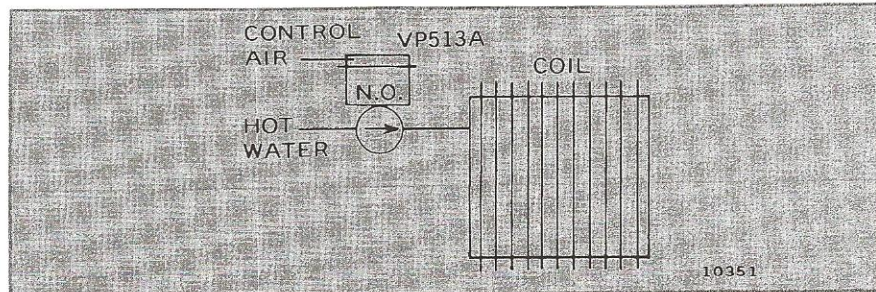 CONTROL
AIR
VP513A
N.O.
COIL
HOT
WATER
10351